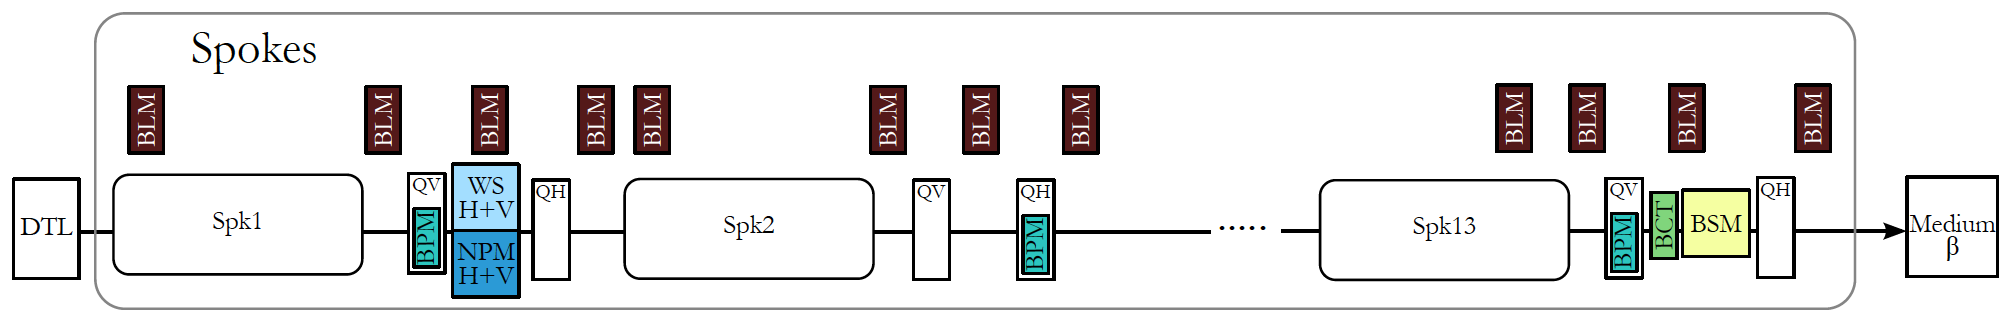 Spokes
BLM BLM BLM BLM BLM BLM BLM BLM BLM BLM BLM BLM
DTL
Spk1
QV
BPM
WS
H+V
NPM
H+V
QH
Spk2
QV
QH
BPM
.....
Spk13
QV
BPM
BCT
BSM
QH
Medium
β